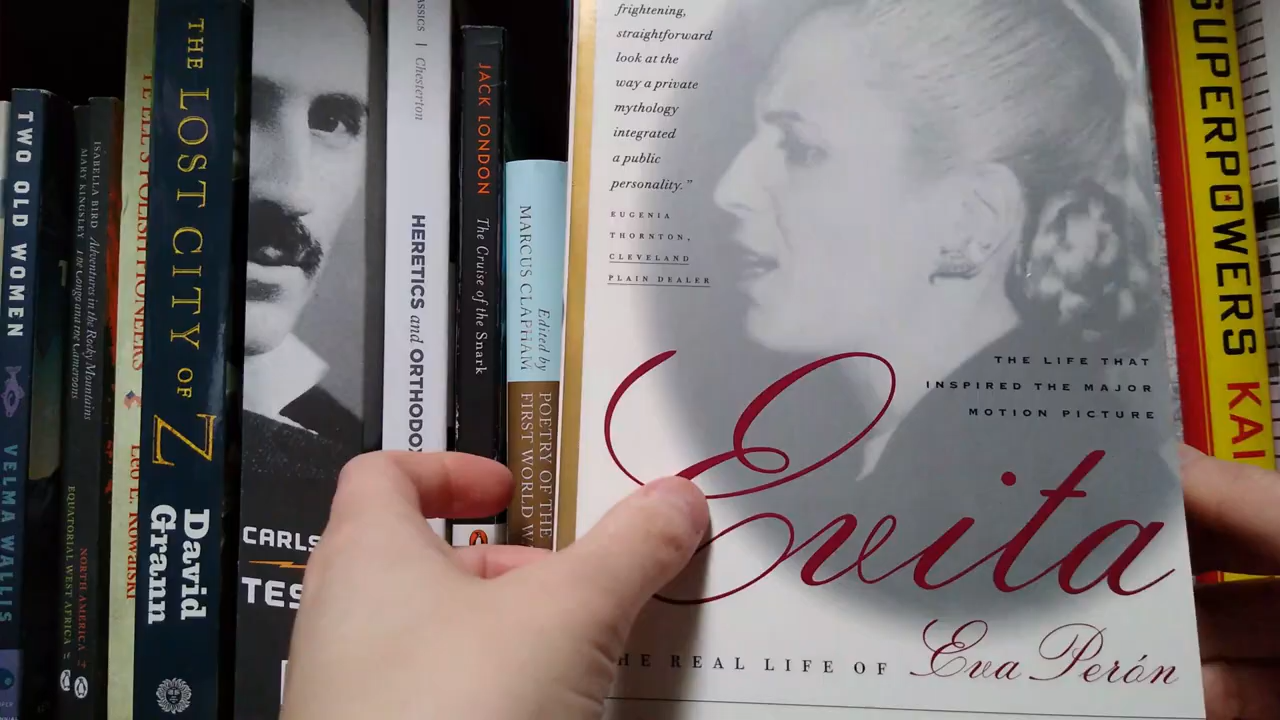 TWO OLD WOMEN
VELMA WALLIS
ISABELLA BIRD Adventures in the Rocky Mountains
MARY KINGSLEY The Congo and the Cameroons
NORTH AMERICA
EQUATORIAL WEST AFRICA
POLISH PIONEERS
Leo E. Kowalski
THE LOST CITY OF Z
David
Grann
CARLS
TES
| Chesterton
HERETICS and ORTHODOX
JACK LONDON The Cruise of the Snark
Edited by
MARCUS CLAPHAM
POETRY OF THE
FIRST WORLD W
frightening,
straightforward
look at the
way a private
mythology
integrated
a public
personality.”
EUGENIA
THORNTON,
CLEVELAND
PLAIN DEALER
THE LIFE THAT
INSPIRED THE MAJOR
MOTION PICTURE
Evita
HE REAL LIFE OF Eva Perón
SUPERPOWERS KAI